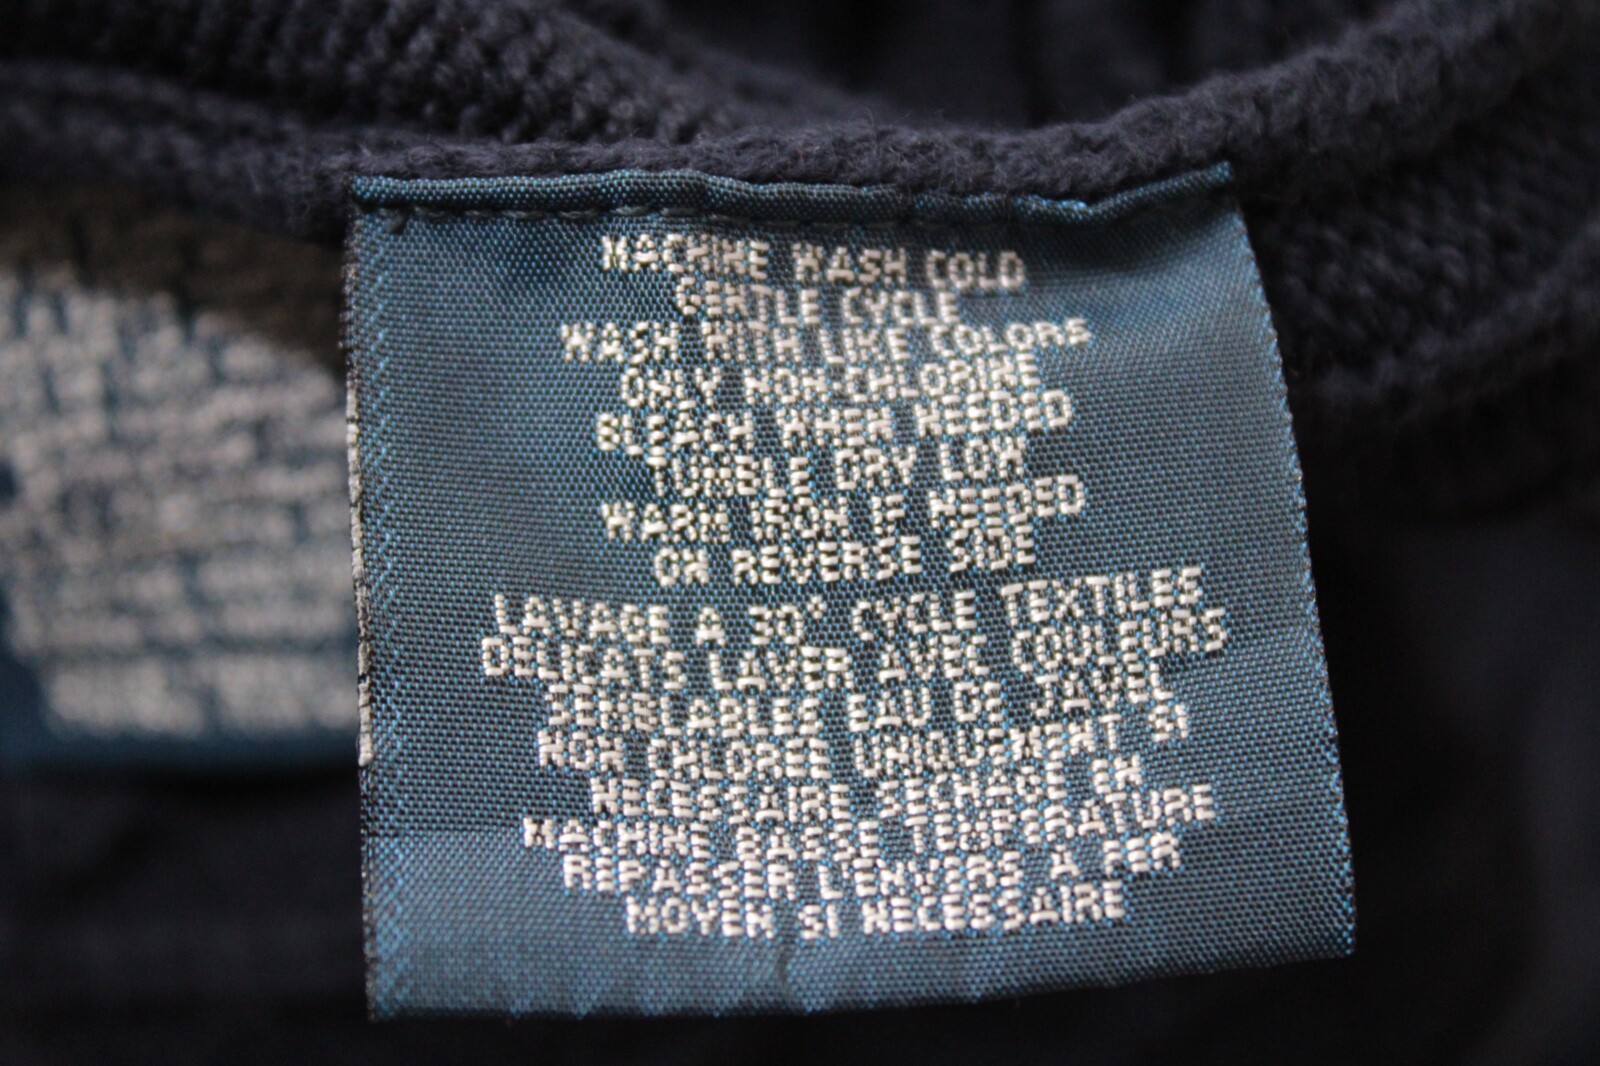 MACHINE WASH COLD
GENTLE CYCLE
WASH WITH LIKE COLORS
ONLY NON-CHLORINE
BLEACH WHEN NEEDED
TUMBLE DRY LOW
WARM IRON IF NEEDED
ON REVERSE SIDE
LAVAGE A 30° CYCLE TEXTILES
DELICATS LAVER AVEC COULEURS
SEMBLABLES EAU DE JAVEL
NON CHLOREE UNIQUEMENT SI
NECESSAIRE SECHAGE EN
MACHINE BASSE TEMPERATURE
REPASSER L'ENVERS A FER
MOYEN SI NECESSAIRE